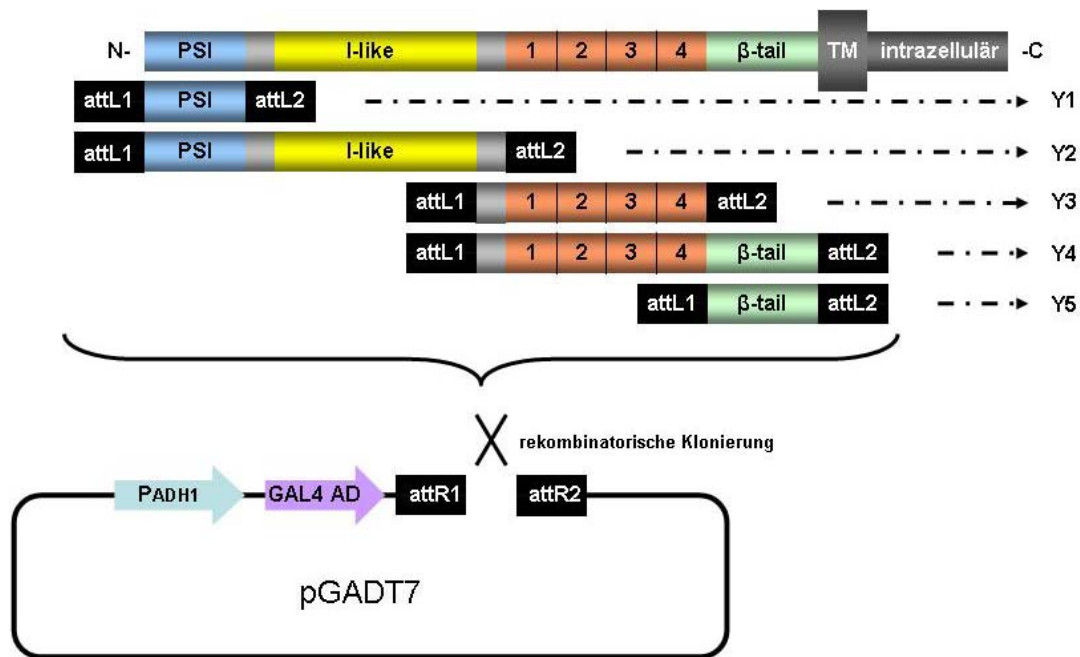 N- PSI I-like 1 2 3 4 β-tail TM intrazellulär -C
attL1 PSI attL2 Y1
attL1 PSI I-like attL2 Y2
attL1 1 2 3 4 attL2 Y3
attL1 1 2 3 4 β-tail attL2 Y4
attL1 β-tail attL2 Y5
rekombinatorische Klonierung
PADH1 GAL4 AD attR1 attR2
pGADT7